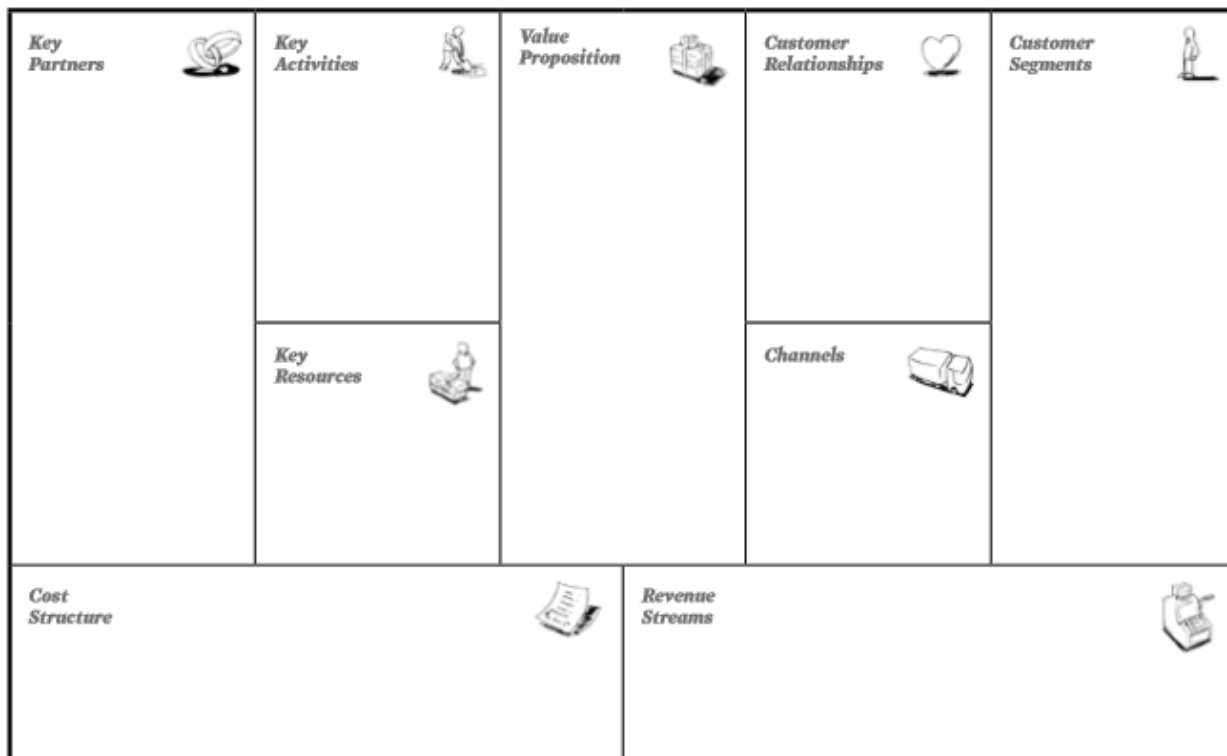 Key
Partners
Key
Activities
Value
Proposition
Customer
Relationships
Customer
Segments
Key
Resources
Channels
Cost
Structure
Revenue
Streams